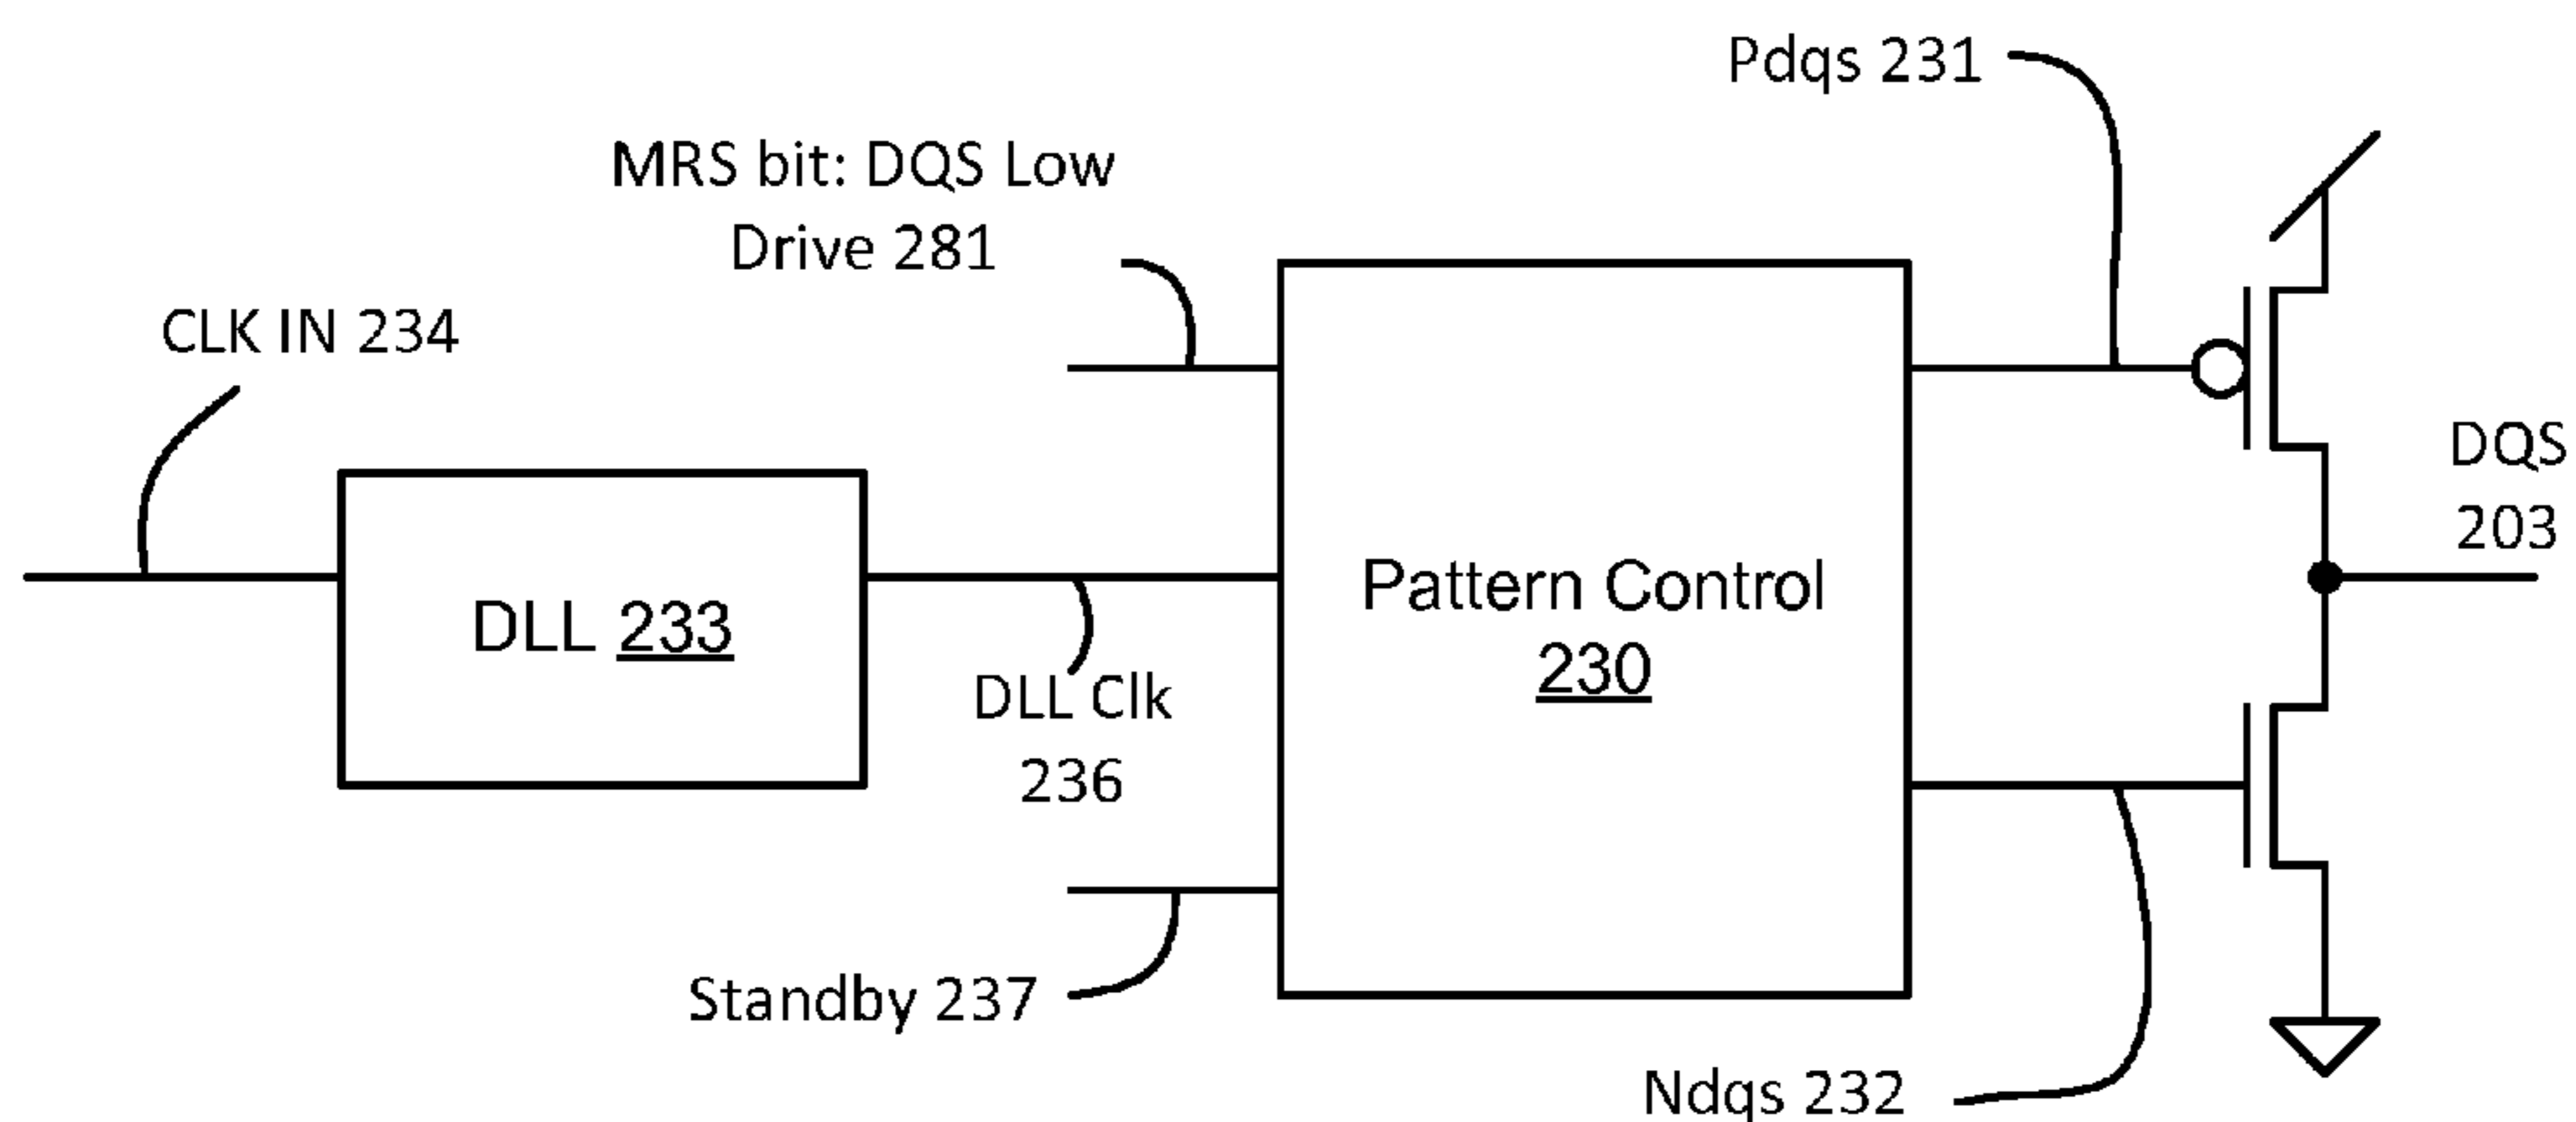 Pdqs 231
MRS bit: DQS Low
Drive 281
CLK IN 234
DQS
203
Pattern Control
230
DLL 233
DLL Clk
236
Standby 237
Ndqs 232